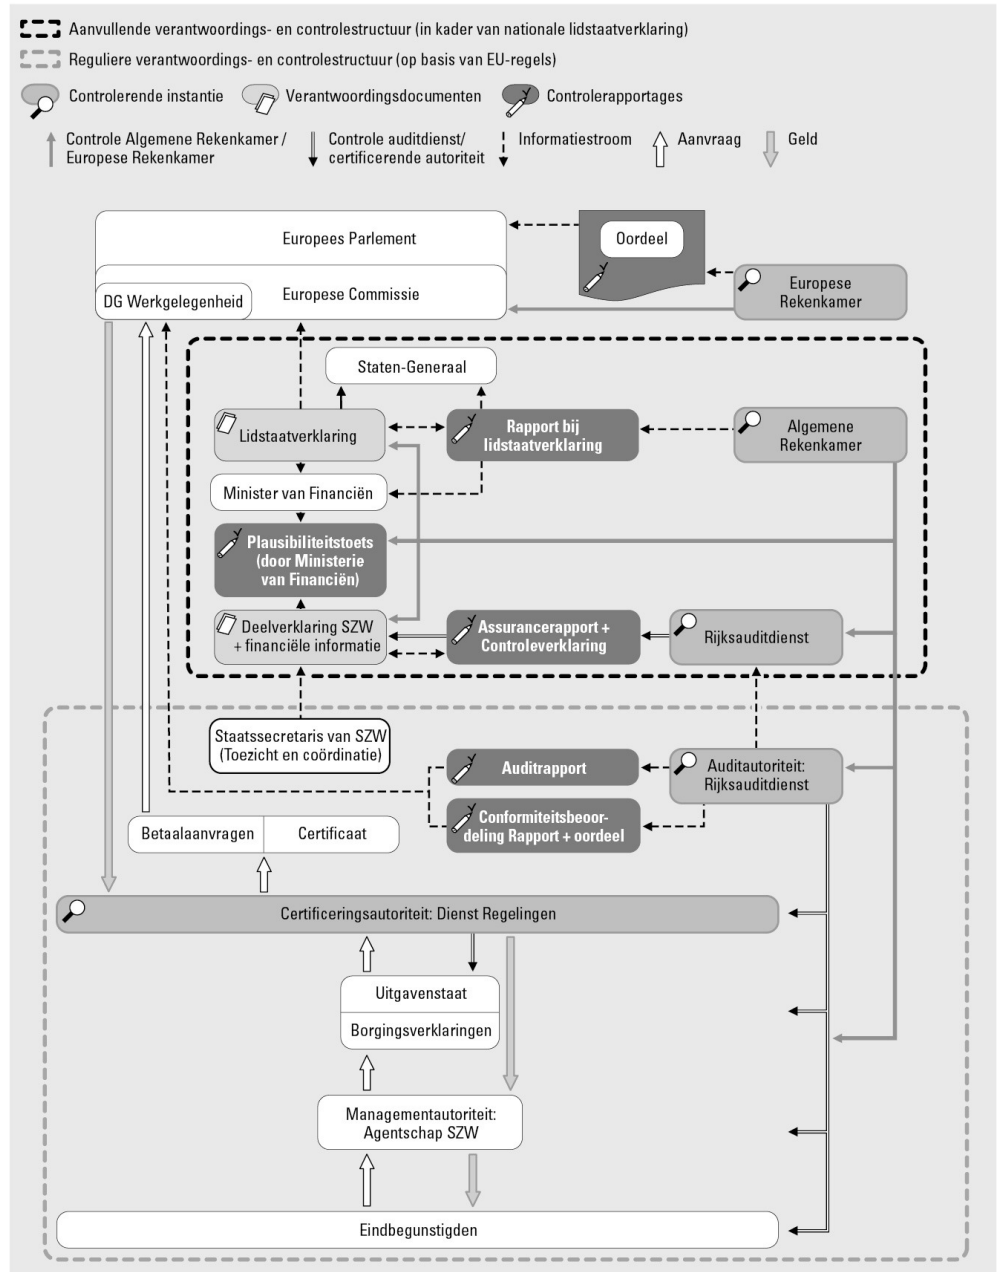 Aanvullende verantwoordings- en controlestructuur (in kader van nationale lidstaatverklaring)
Reguliere verantwoordings- en controlestructuur (op basis van EU-regels)
Controlerende instantie
Verantwoordingsdocumenten
Controlerapportages
Controle Algemene Rekenkamer /
Europese Rekenkamer
Controle auditdienst/
certificerende autoriteit
Informatiestroom
Aanvraag
Geld
Europees Parlement
Oordeel
Europese Commissie
DG Werkgelegenheid
Europese
Rekenkamer
Staten-Generaal
Lidstaatverklaring
Rapport bij
lidstaatverklaring
Algemene
Rekenkamer
Minister van Financiën
Plausibiliteitstoets
(door Ministerie
van Financiën)
Deelverklaring SZW
+ financiële informatie
Assurancerapport +
Controleverklaring
Rijksauditdienst
Staatssecretaris van SZW
(Toezicht en coördinatie)
Auditrapport
Auditautoriteit:
Rijksauditdienst
Conformiteitsbeoor-
deling Rapport + oordeel
Betaalaanvragen
Certificaat
Certificeringsautoriteit: Dienst Regelingen
Uitgavenstaat
Borgingsverklaringen
Managementautoriteit:
Agentschap SZW
Eindbegunstigden